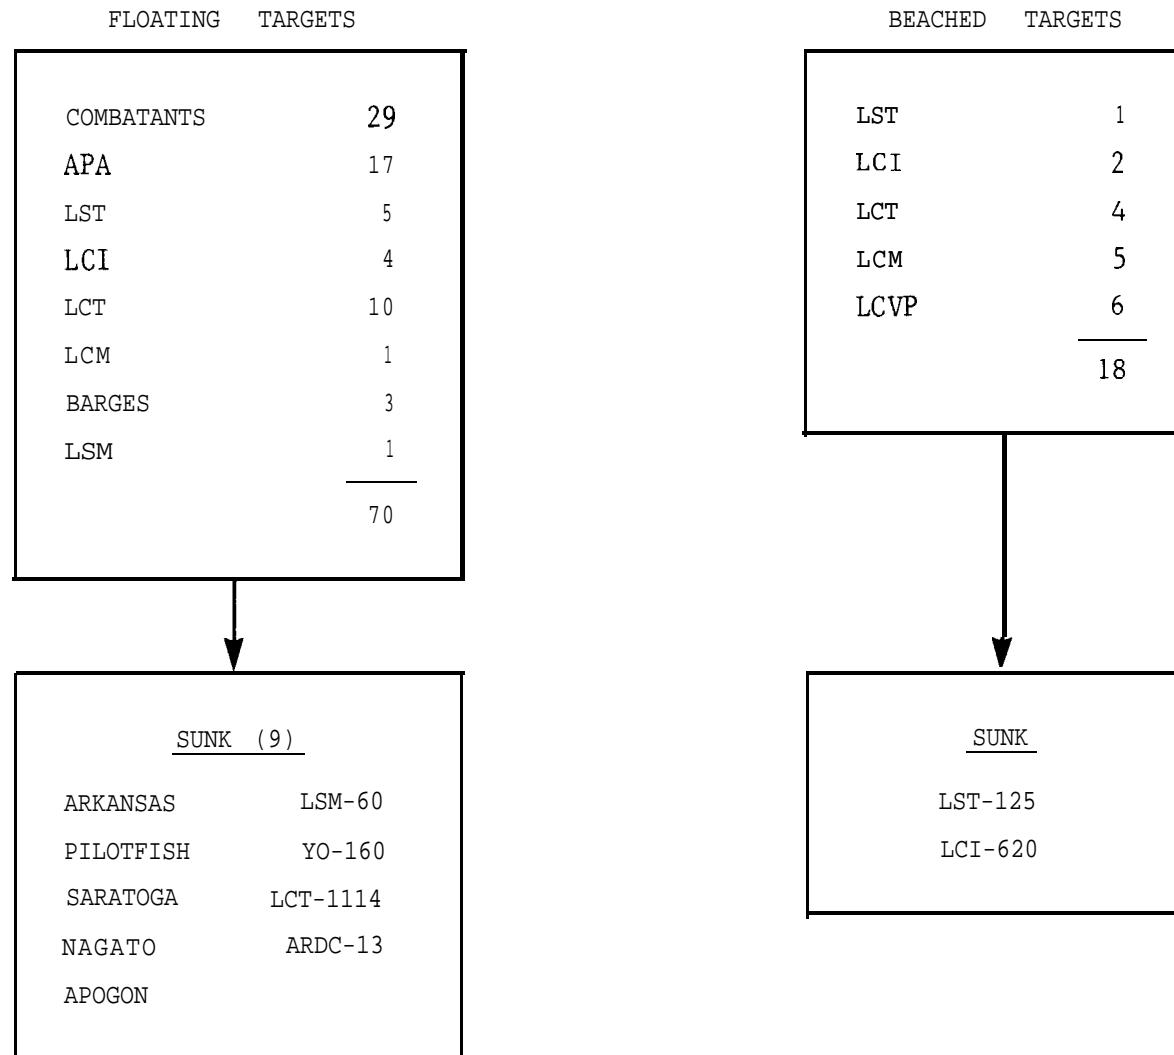 FLOATING TARGETS
COMBATANTS 29
APA 17
LST 5
LCI 4
LCT 10
LCM 1
BARGES 3
LSM 1
70
SUNK (9)
ARKANSAS LSM-60
PILOTFISH YO-160
SARATOGA LCT-1114
NAGATO ARDC-13
APOGON
BEACHED TARGETS
LST 1
LCI 2
LCT 4
LCM 5
LCVP 6
18
SUNK
LST-125
LCI-620